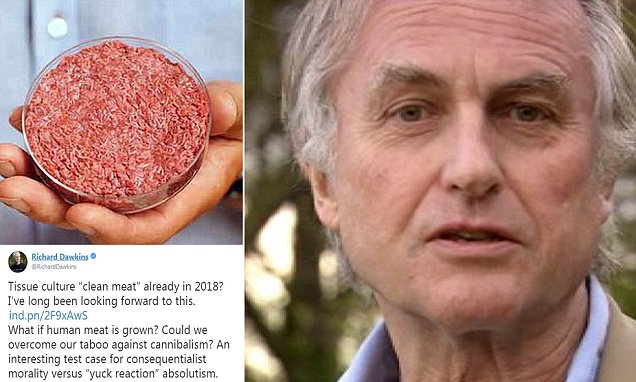 Richard Dawkins
@RichardDawkins
Tissue culture “clean meat” already in 2018?
I've long been looking forward to this.
ind.pn/2F9xAwS
What if human meat is grown? Could we
overcome our taboo against cannibalism? An
interesting test case for consequentialist
morality versus “yuck reaction” absolutism.